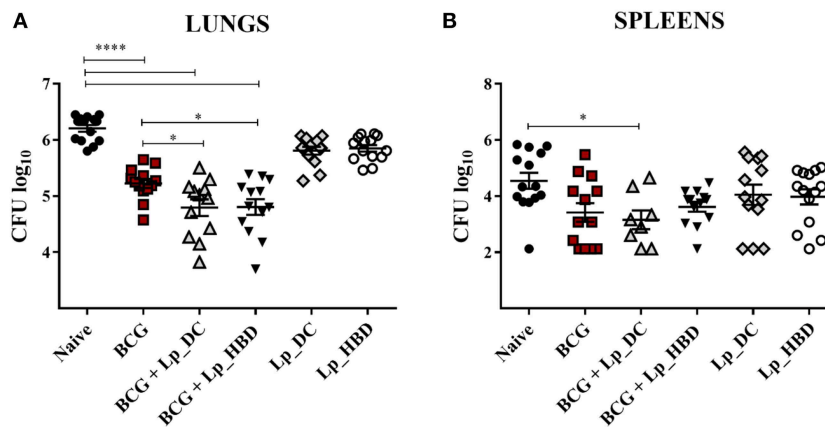 A
LUNGS
****
*
*
7
6
5
4
CFU log10
Naive
BCG
BCG + Lp_DC
BCG + Lp_HBD
Lp_DC
Lp_HBD
B
SPLEENS
*
8
6
4
2
CFU log10
Naive
BCG
BCG + Lp_DC
BCG + Lp_HBD
Lp_DC
Lp_HBD